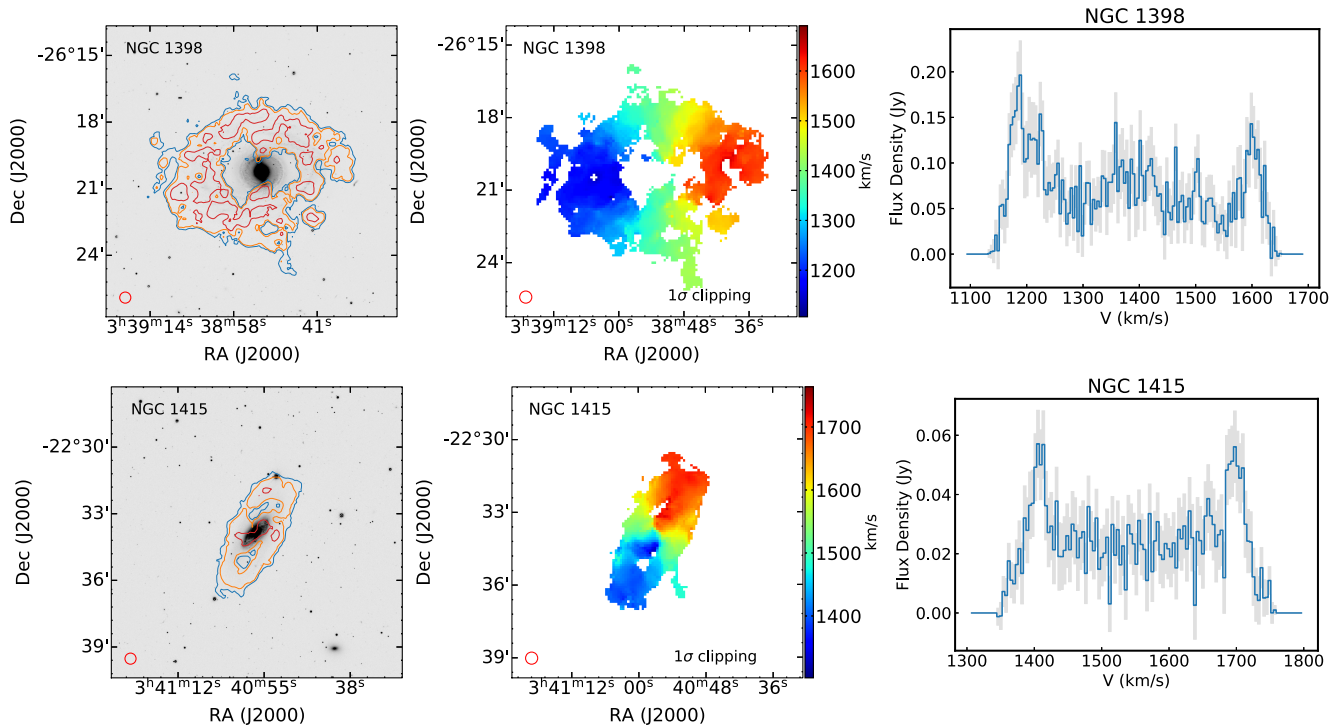 NGC 1398
-26°15'
18'
21'
24'
Dec (J2000)
3ʰ39ᵐ14ˢ 38ᵐ58ˢ 41ˢ
RA (J2000)
NGC 1398
-26°15'
18'
21'
24'
Dec (J2000)
1σ clipping
3ʰ39ᵐ12ˢ 00ˢ 38ᵐ48ˢ 36ˢ
RA (J2000)
1600
1500
1400
1300
1200
km/s
NGC 1398
Flux Density (Jy)
0.20
0.15
0.10
0.05
0.00
1100 1200 1300 1400 1500 1600 1700
V (km/s)
NGC 1415
-22°30'
33'
36'
39'
Dec (J2000)
3ʰ41ᵐ12ˢ 40ᵐ55ˢ 38ˢ
RA (J2000)
NGC 1415
-22°30'
33'
36'
39'
Dec (J2000)
1σ clipping
3ʰ41ᵐ12ˢ 00ˢ 40ᵐ48ˢ 36ˢ
RA (J2000)
1700
1600
1500
1400
km/s
NGC 1415
Flux Density (Jy)
0.06
0.04
0.02
0.00
1300 1400 1500 1600 1700 1800
V (km/s)